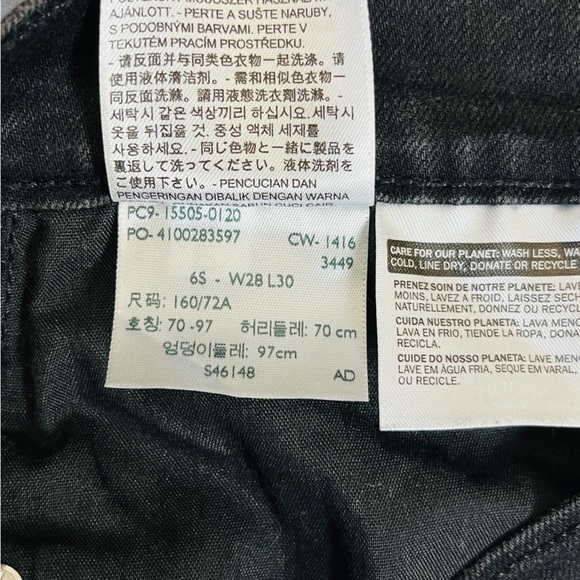 AJÁNLOTT. - PERTE A SUŠTE NARUBY,
S PODOBNÝMI BARVAMI. PERTE V
TEKUTÉM PRACÍM PROSTŘEDKU.
- 请反面并与同类色衣物一起洗涤。请
使用液体清洁剂。- 需和相似色衣物一
同反面洗滌。請用液態洗衣劑洗滌。
세탁시 같은 색상끼리 하십시요. 세탁시
옷을 뒤집을 것. 중성 액체 세제를
사용하세요. - 同じ色物と一緒に製品を
裏返して洗ってください。液体洗剤をご
使用下さい。- PENCUCIAN DAN
PENGERINGAN DIBALIK DENGAN WARNA
PC9- 15505-0120
PO- 4100283597 CW- 1416
3449
6S - W28 L30
尺码: 160/72A
호칭: 70 -97 허리둘레: 70 cm
엉덩이둘레: 97cm
S46148 AD
CARE FOR OUR PLANET: WASH LESS, WA
COLD, LINE DRY, DONATE OR RECYCLE
PRENEZ SOIN DE NOTRE PLANETE: LAVE
MOINS, LAVEZ A FROID, LAISSEZ SECH
NATURELLEMENT, DONNEZ OU RECYCL
CUIDA NUESTRO PLANETA: LAVA MENO
LAVA EN FRIO, TIENDE LA ROPA, DONA
RECICLA.
CUIDE DO NOSSO PLANETA: LAVE MENO
LAVE EM ÁGUA FRIA, SEQUE EM VARAL,
OU RECICLE.